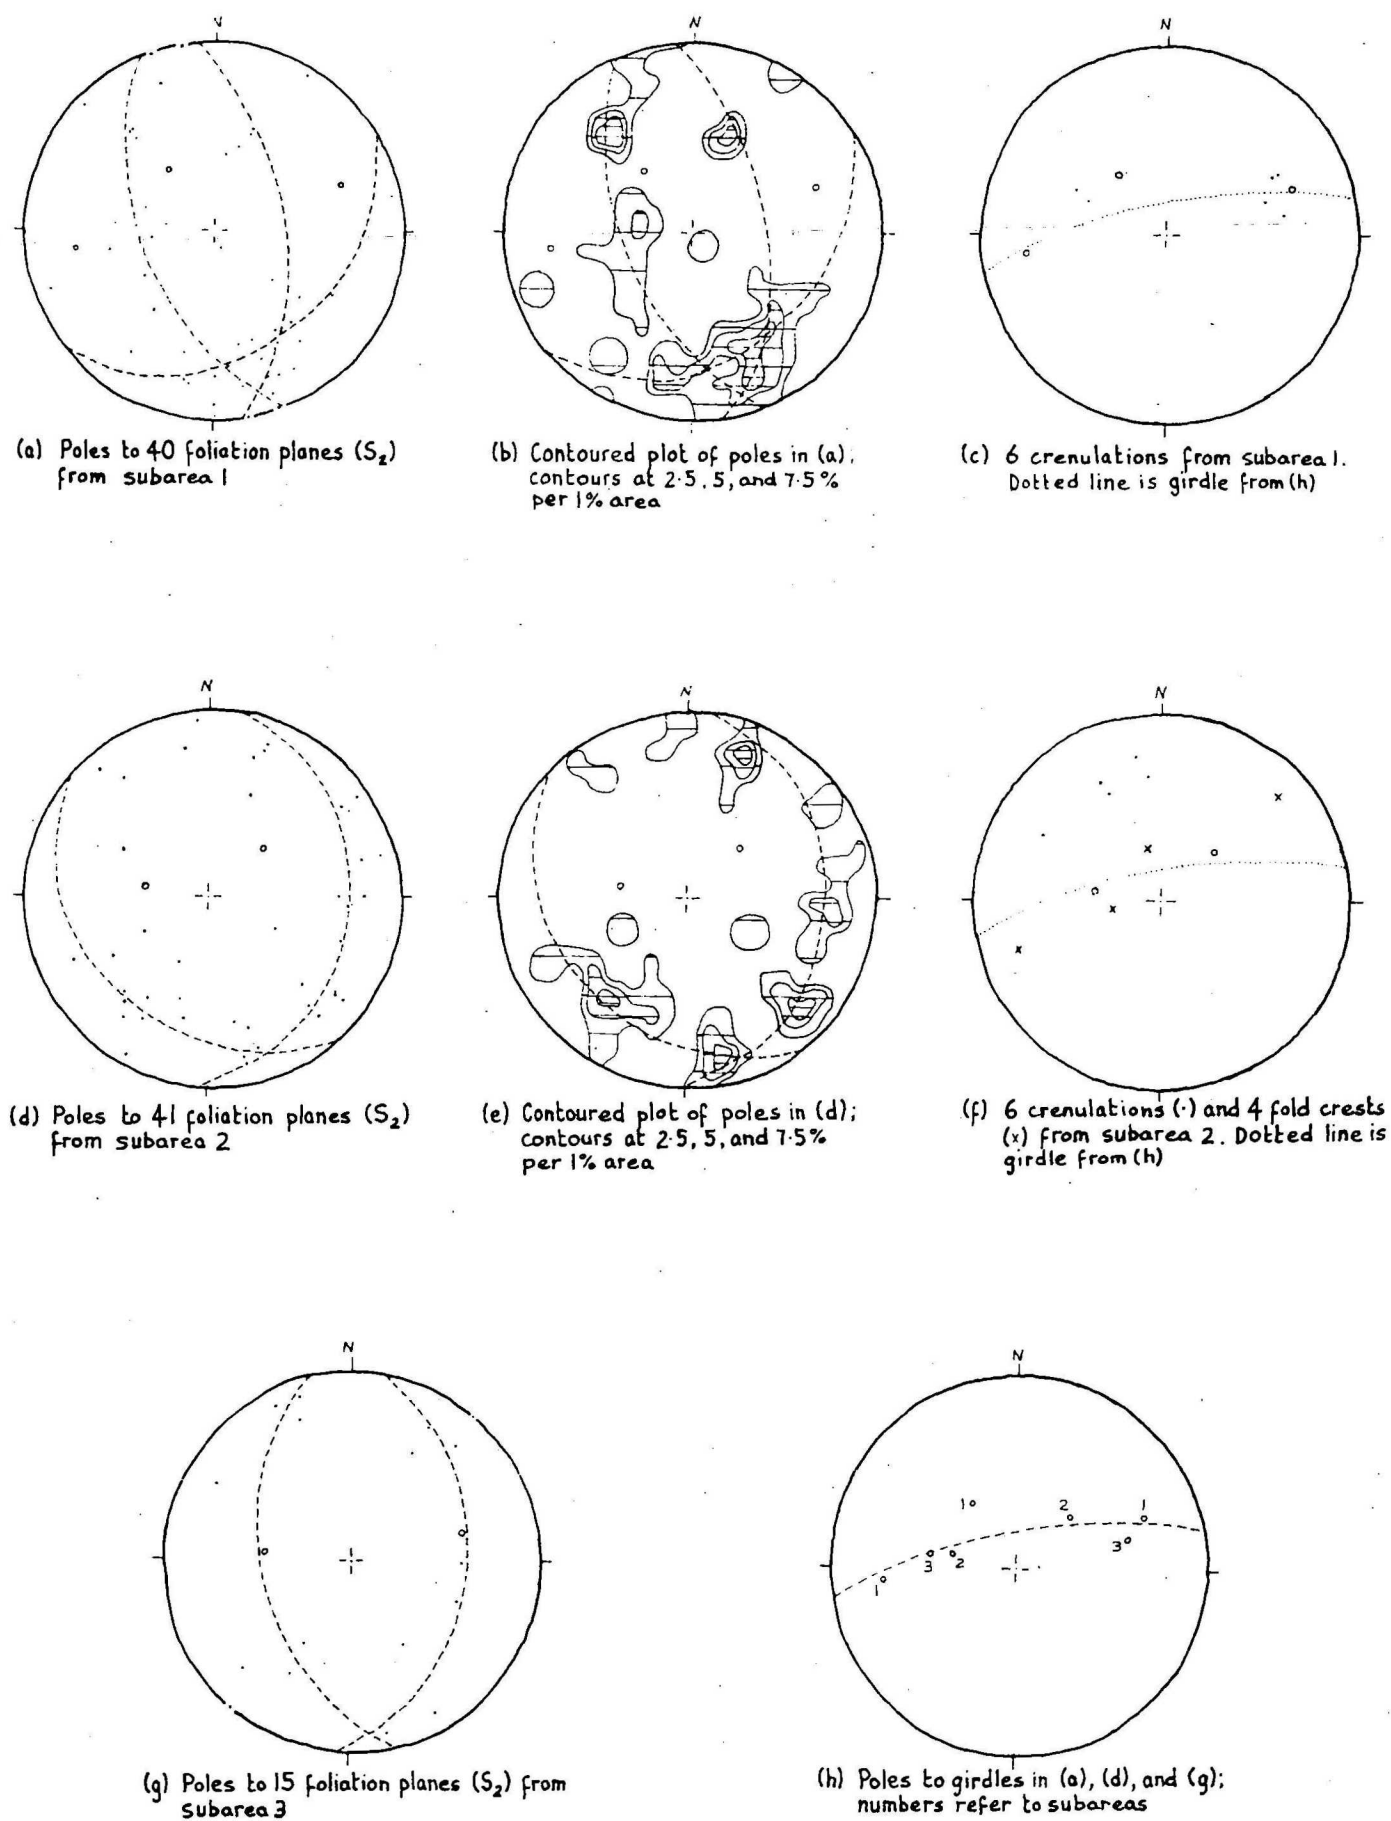 N
N
(a) Poles to 40 foliation planes (S₂)
from subarea 1
(b) Contoured plot of poles in (a);
contours at 2·5, 5, and 7·5%
per 1% area
(c) 6 crenulations from subarea 1.
Dotted line is girdle from (h)
N
N
N
(d) Poles to 41 foliation planes (S₂)
from subarea 2
(e) Contoured plot of poles in (d);
contours at 2·5, 5, and 7·5%
per 1% area
(f) 6 crenulations (·) and 4 fold crests
(x) from subarea 2. Dotted line is
girdle from (h)
N
N
1
2
1
3
2
3
1
(g) Poles to 15 foliation planes (S₂) from
subarea 3
(h) Poles to girdles in (a), (d), and (g);
numbers refer to subareas